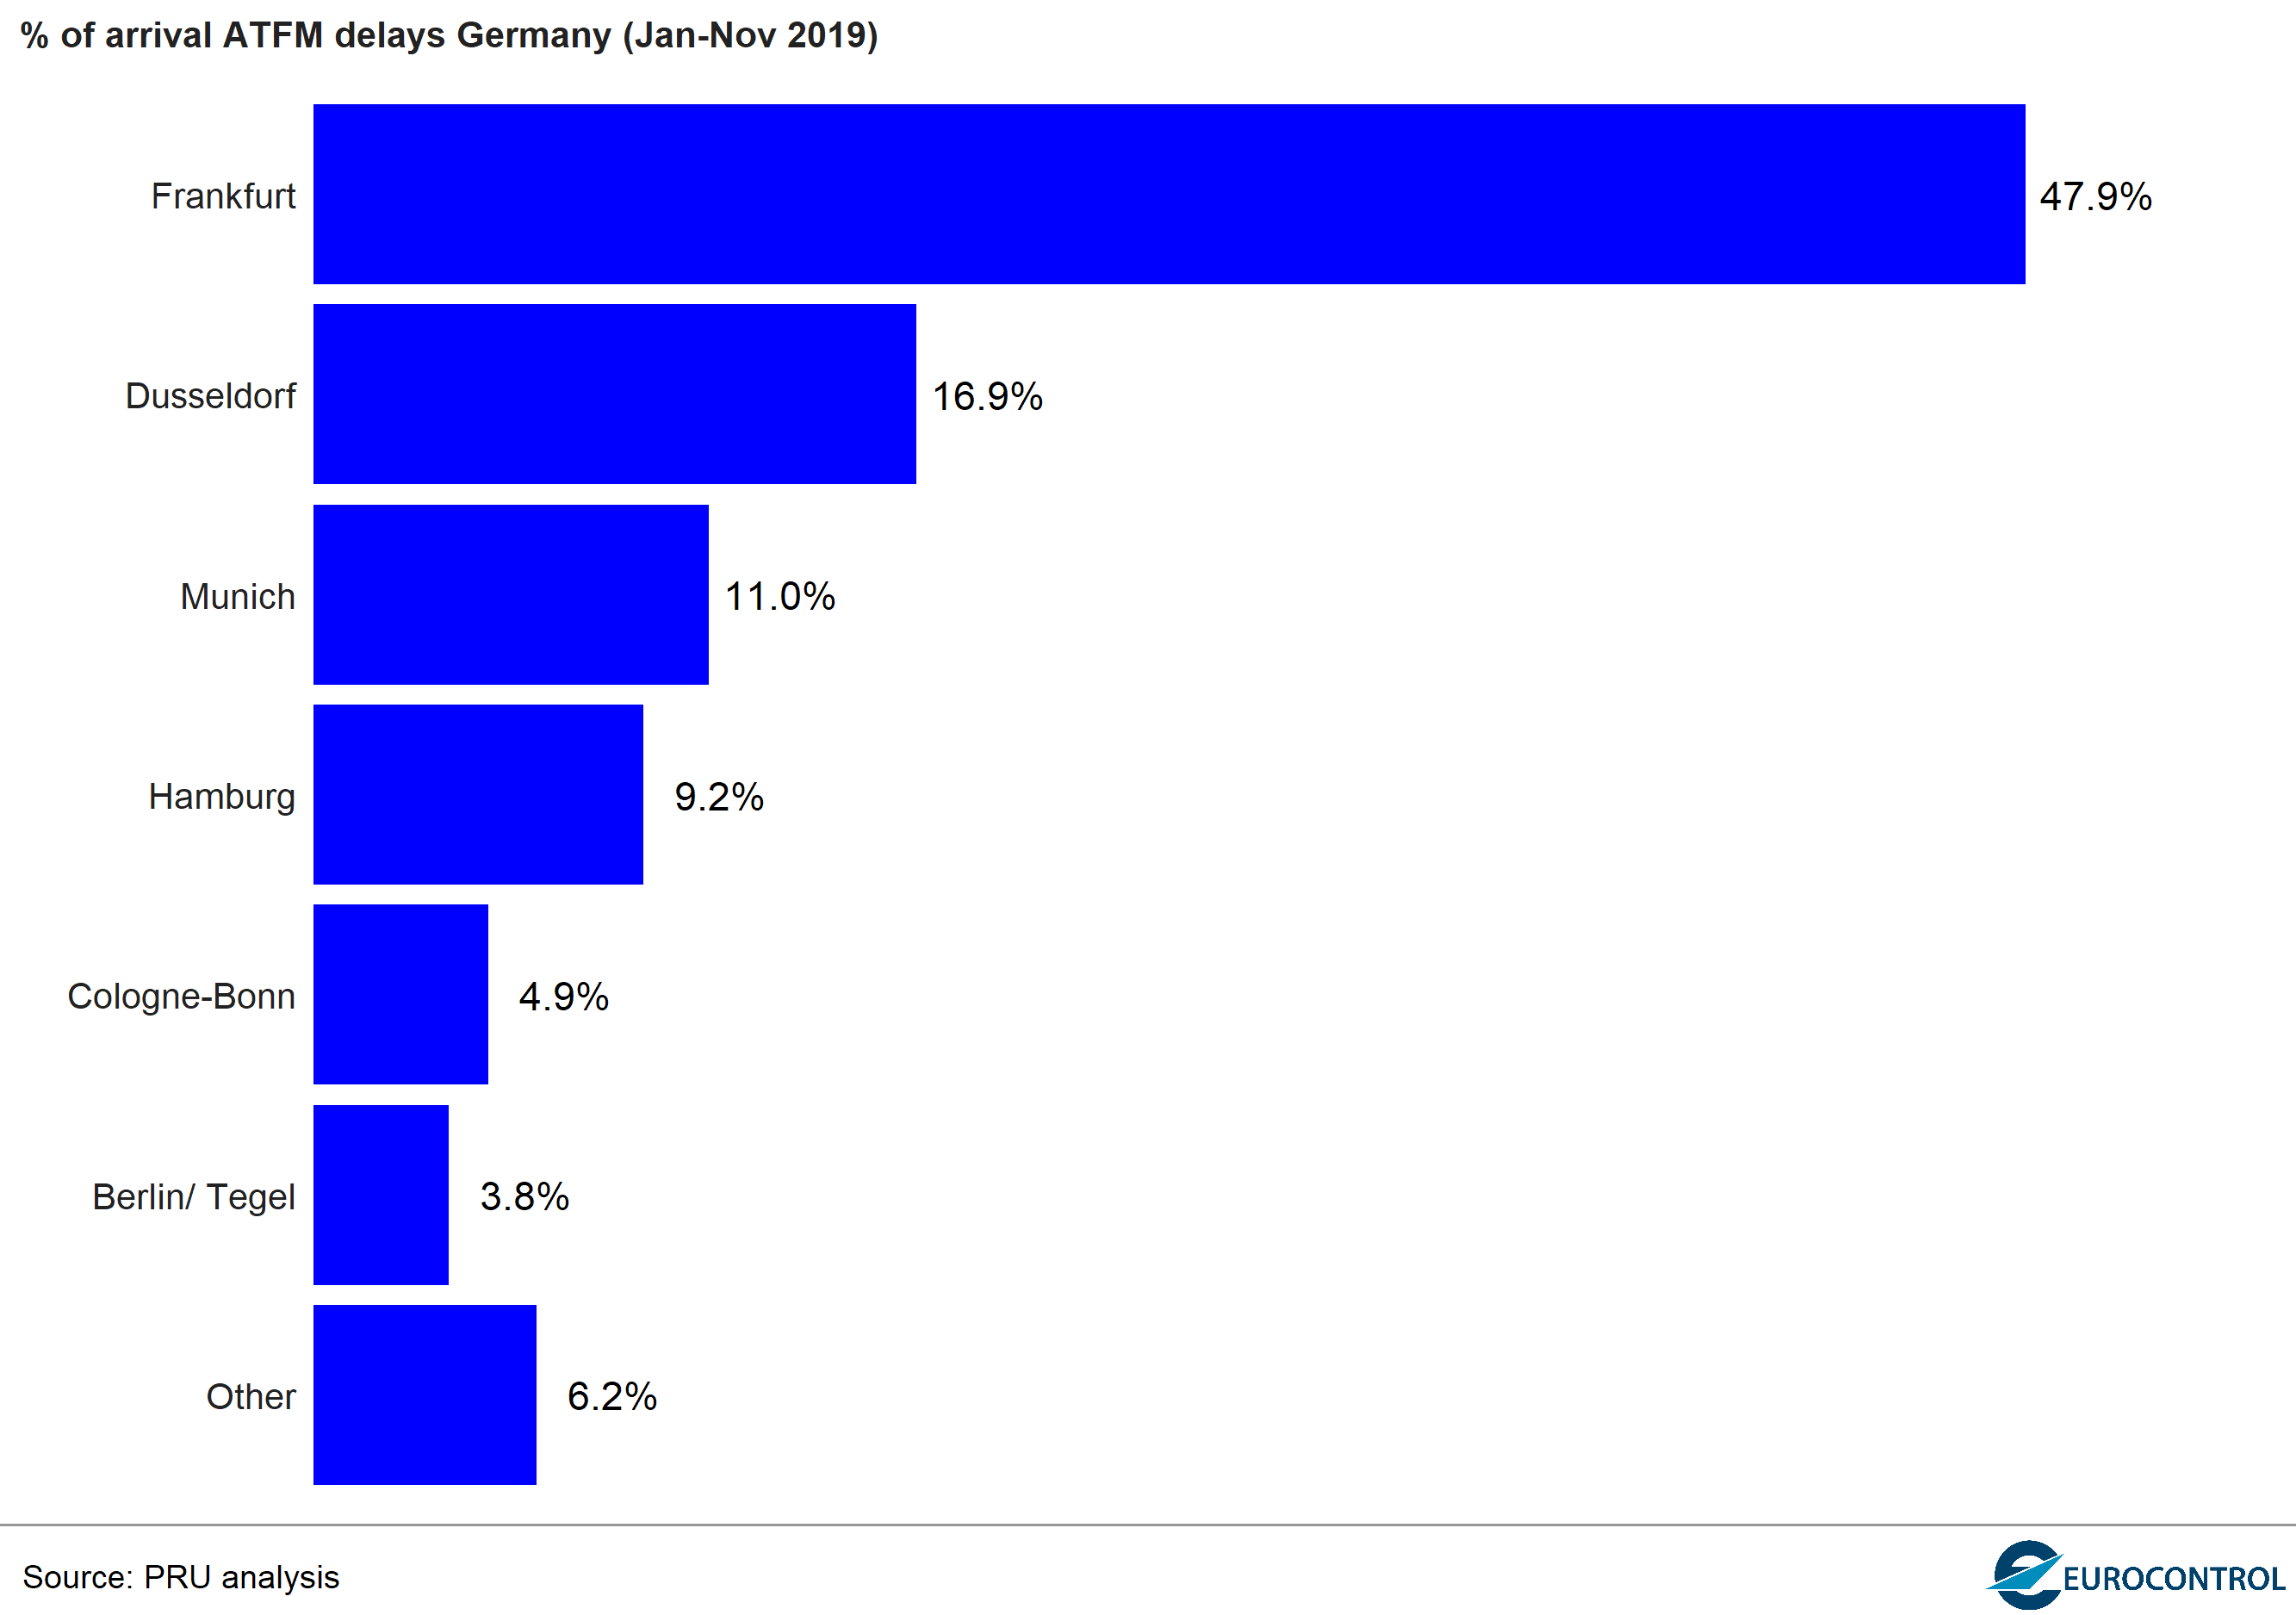 % of arrival ATFM delays Germany (Jan-Nov 2019)
Frankfurt 47.9%
Dusseldorf 16.9%
Munich 11.0%
Hamburg 9.2%
Cologne-Bonn 4.9%
Berlin/ Tegel 3.8%
Other 6.2%
Source: PRU analysis
EUROCONTROL